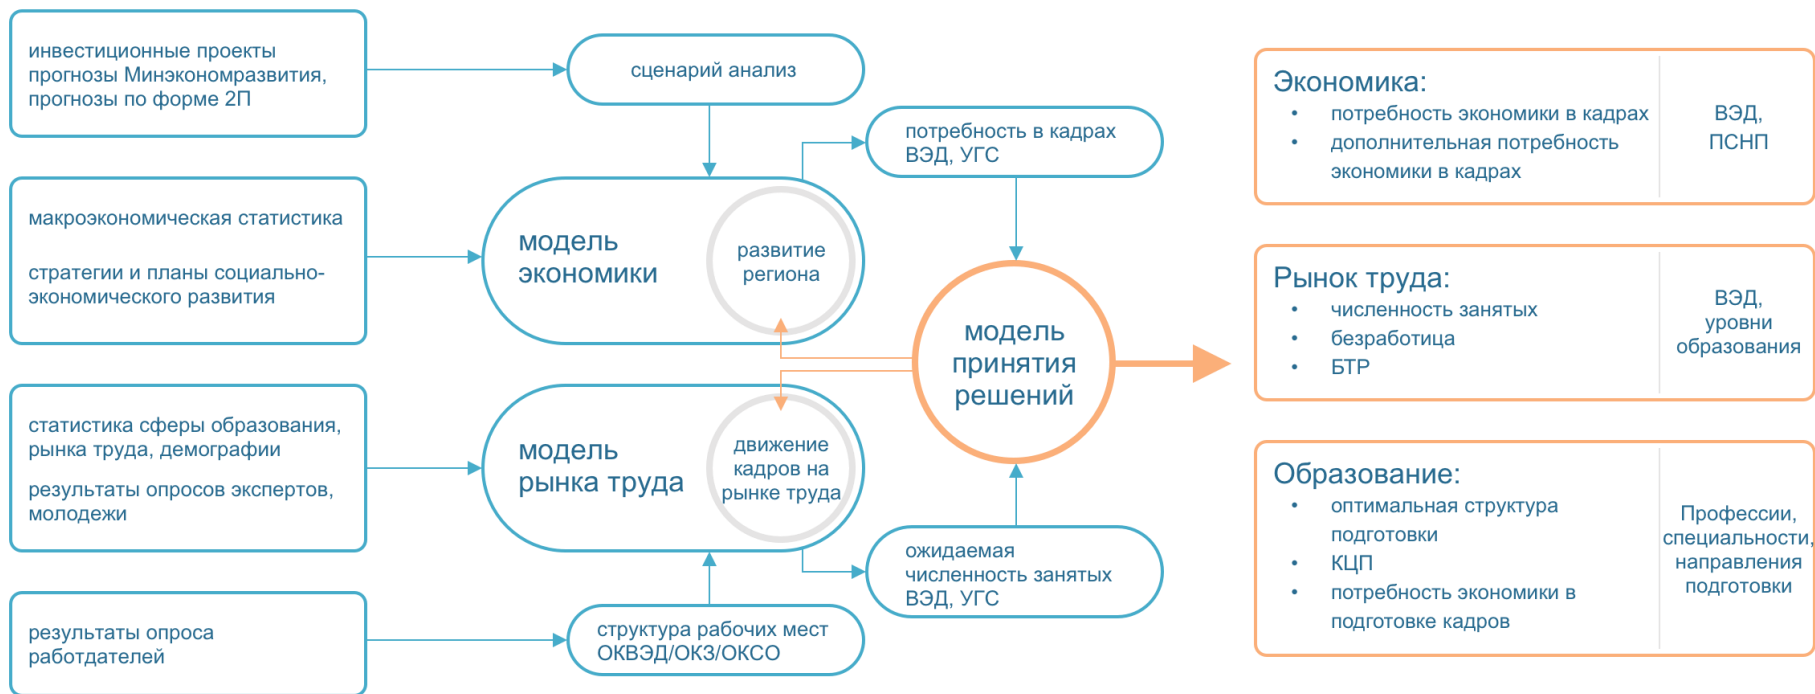 инвестиционные проекты
прогнозы Минэкономразвития,
прогнозы по форме 2П
макроэкономическая статистика
стратегии и планы социально-
экономического развития
статистика сферы образования,
рынка труда, демографии
результаты опросов экспертов,
молодежи
результаты опроса
работдателей
сценарий анализ
модель
экономики
развитие
региона
модель
рынка труда
движение
кадров на
рынке труда
структура рабочих мест
ОКВЭД/ОКЗ/ОКСО
потребность в кадрах
ВЭД, УГС
модель
принятия
решений
ожидаемая
численность занятых
ВЭД, УГС
Экономика:
• потребность экономики в кадрах
• дополнительная потребность
экономики в кадрах
ВЭД,
ПСНП
Рынок труда:
• численность занятых
• безработица
• БТР
ВЭД,
уровни
образования
Образование:
• оптимальная структура
подготовки
• КЦП
• потребность экономики в
подготовке кадров
Профессии,
специальности,
направления
подготовки